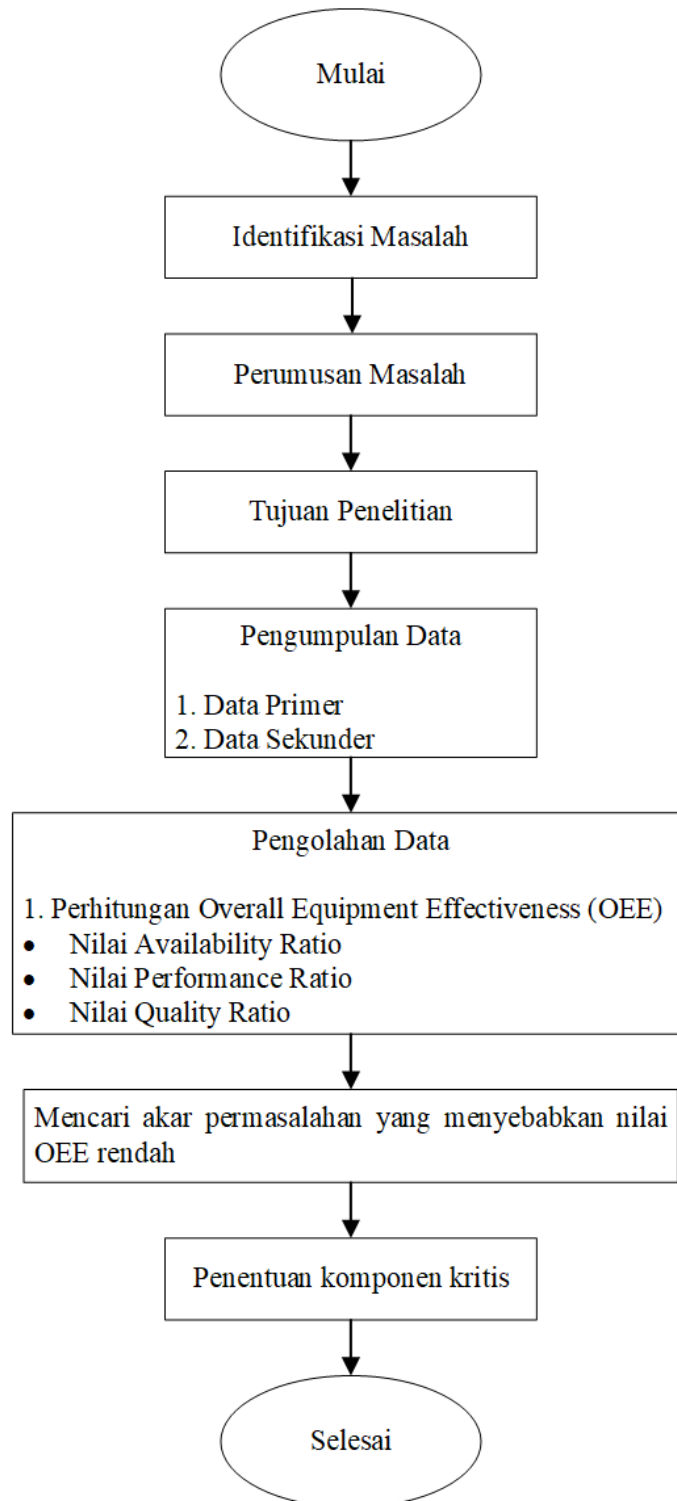 Mulai
Identifikasi Masalah
Perumusan Masalah
Tujuan Penelitian
Pengumpulan Data
1. Data Primer
2. Data Sekunder
Pengolahan Data
1. Perhitungan Overall Equipment Effectiveness (OEE)
• Nilai Availability Ratio
• Nilai Performance Ratio
• Nilai Quality Ratio
Mencari akar permasalahan yang menyebabkan nilai
OEE rendah
Penentuan komponen kritis
Selesai